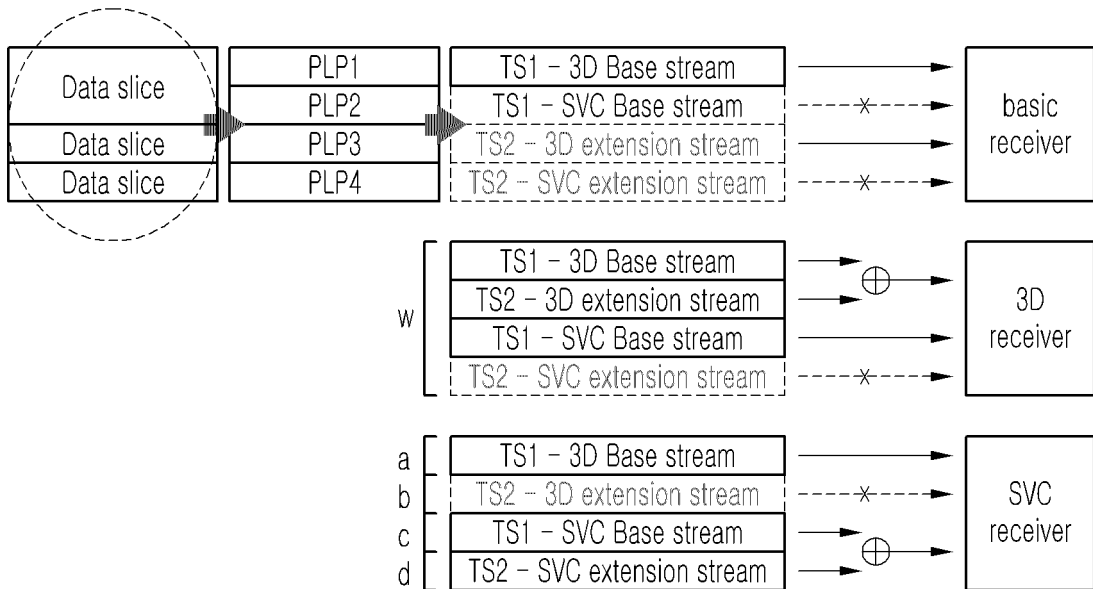 Data slice
Data slice
Data slice
PLP1
PLP2
PLP3
PLP4
TS1 - 3D Base stream
TS1 - SVC Base stream
TS2 - 3D extension stream
TS2 - SVC extension stream
basic
receiver
w
TS1 - 3D Base stream
TS2 - 3D extension stream
TS1 - SVC Base stream
TS2 - SVC extension stream
3D
receiver
a
b
c
d
TS1 - 3D Base stream
TS2 - 3D extension stream
TS1 - SVC Base stream
TS2 - SVC extension stream
SVC
receiver